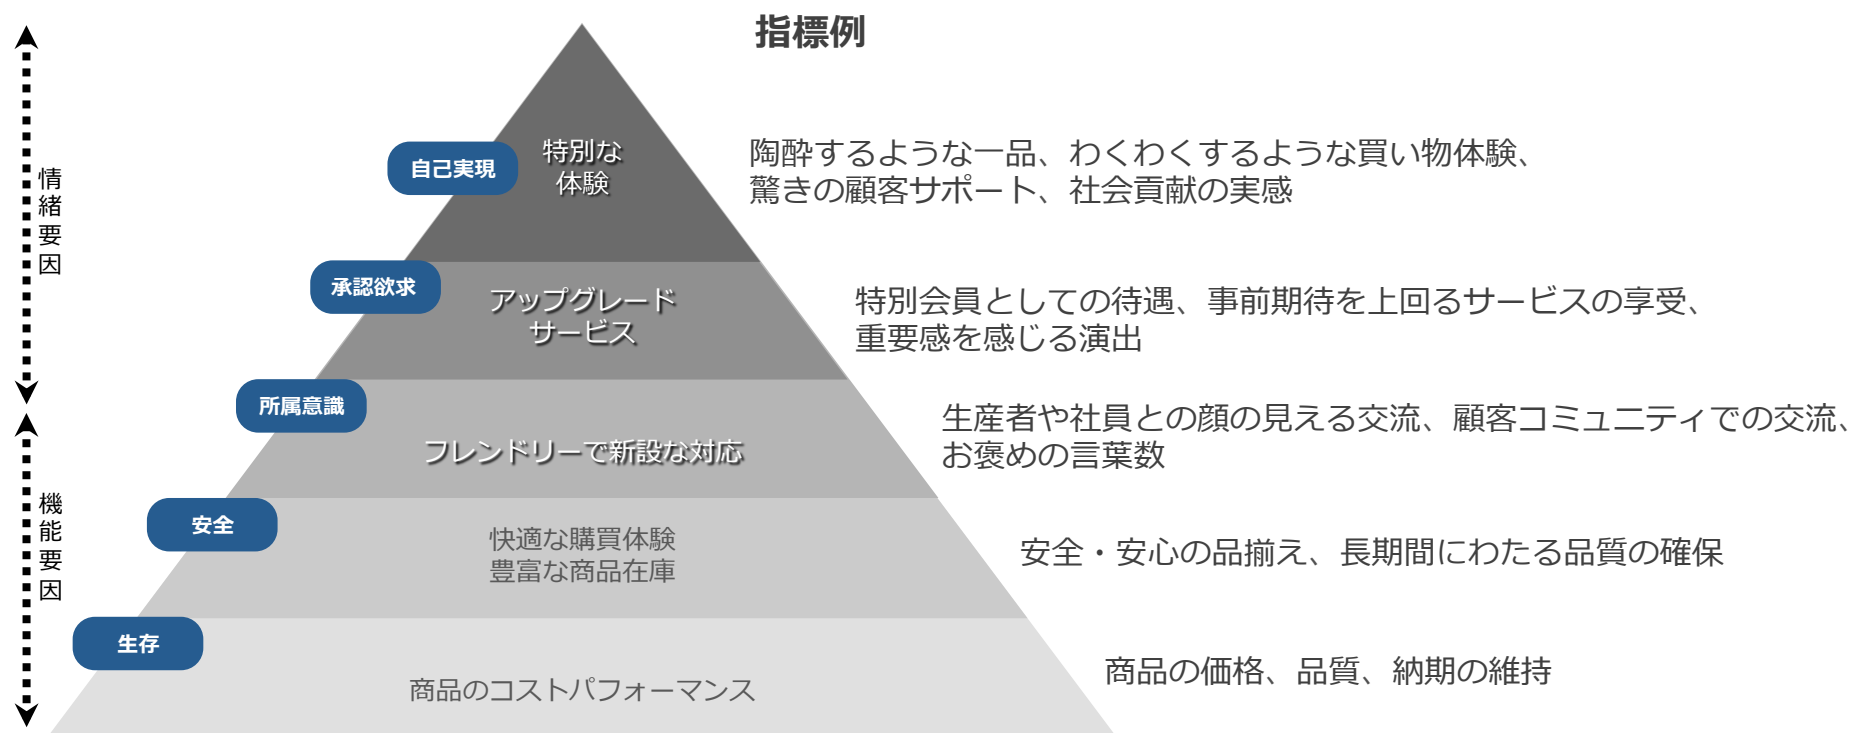 指標例
情緒要因
自己実現
特別な
体験
陶酔するような一品、わくわくするような買い物体験、
驚きの顧客サポート、社会貢献の実感
承認欲求
アップグレード
サービス
特別会員としての待遇、事前期待を上回るサービスの享受、
重要感を感じる演出
所属意識
フレンドリーで新設な対応
生産者や社員との顔の見える交流、顧客コミュニティでの交流、
お褒めの言葉数
機能要因
安全
快適な購買体験
豊富な商品在庫
安全・安心の品揃え、長期間にわたる品質の確保
生存
商品のコストパフォーマンス
商品の価格、品質、納期の維持